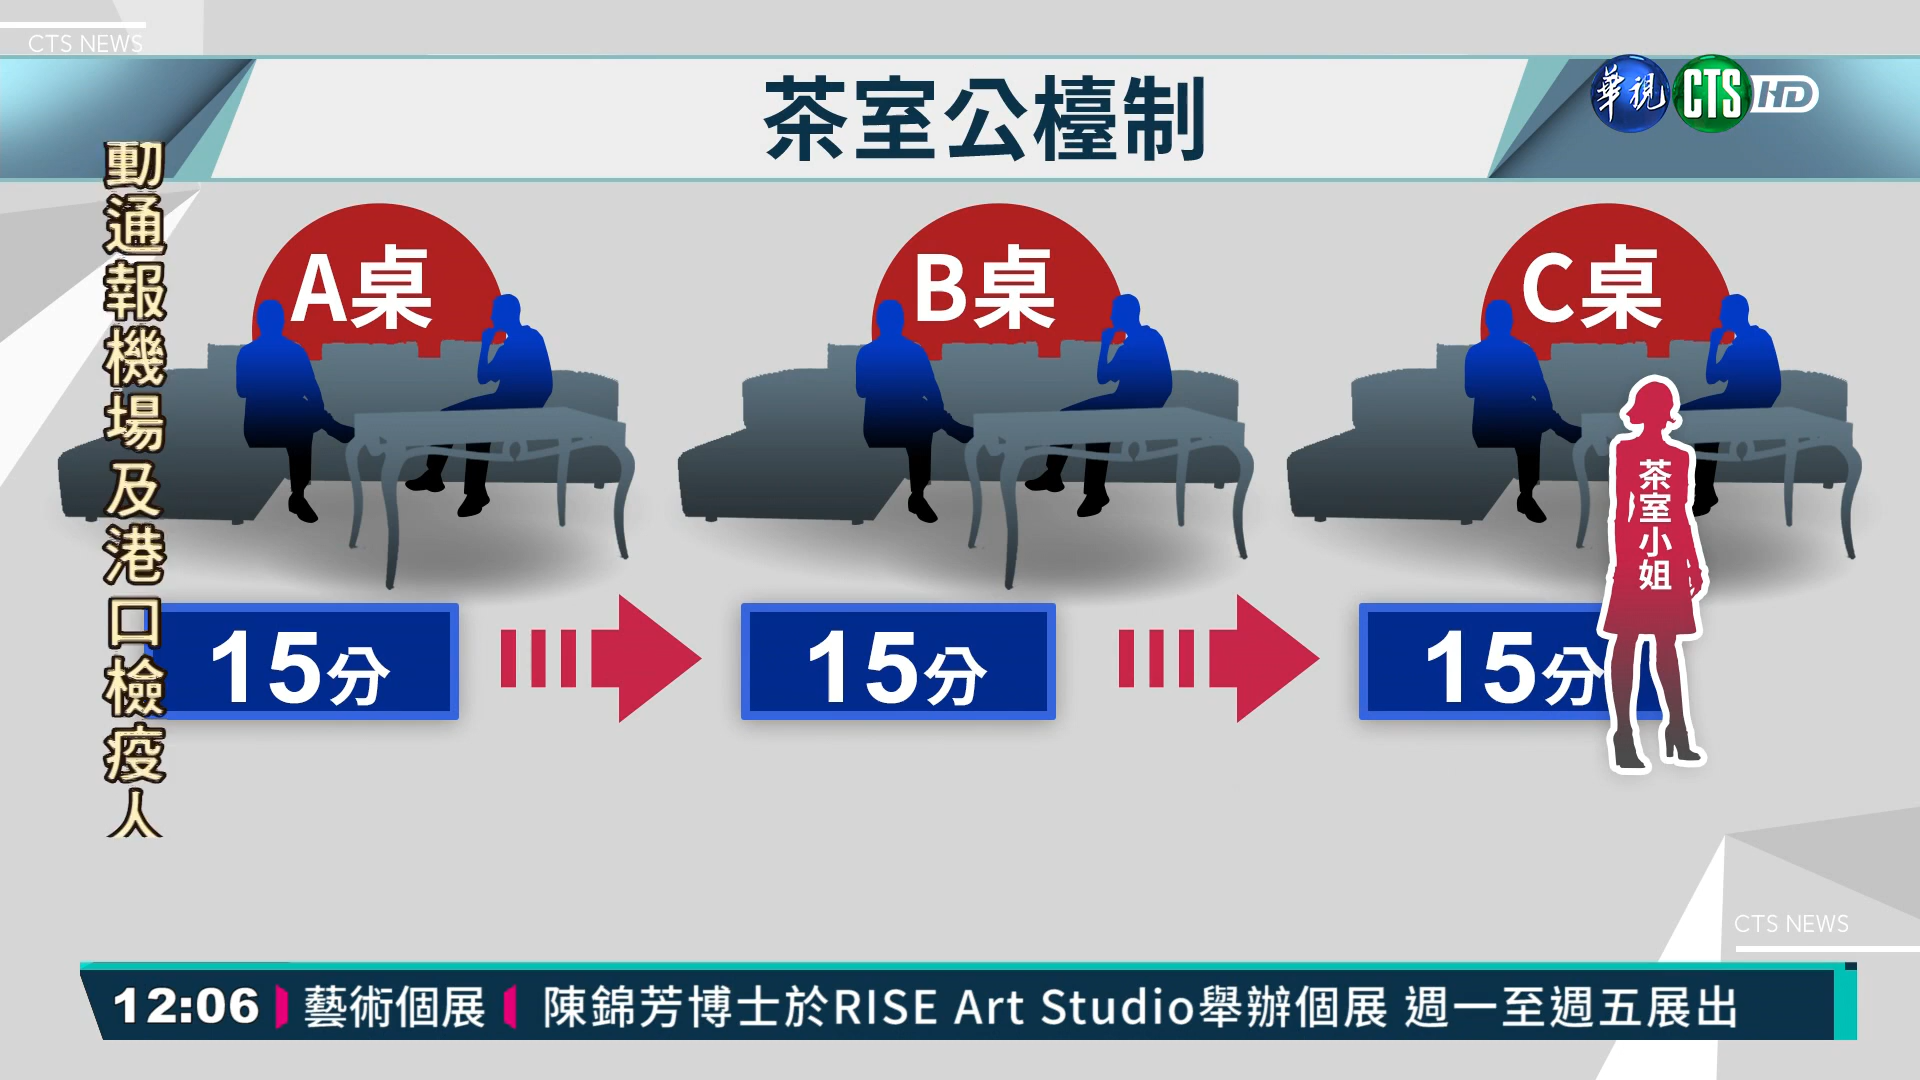 CTS NEWS
茶室公檯制
華視 CTS HD
動通報機場及港口檢疫人
A桌
B桌
C桌
茶室小姐
15分
15分
15分
CTS NEWS
12:06 藝術個展 陳錦芳博士於RISE Art Studio舉辦個展 週一至週五展出